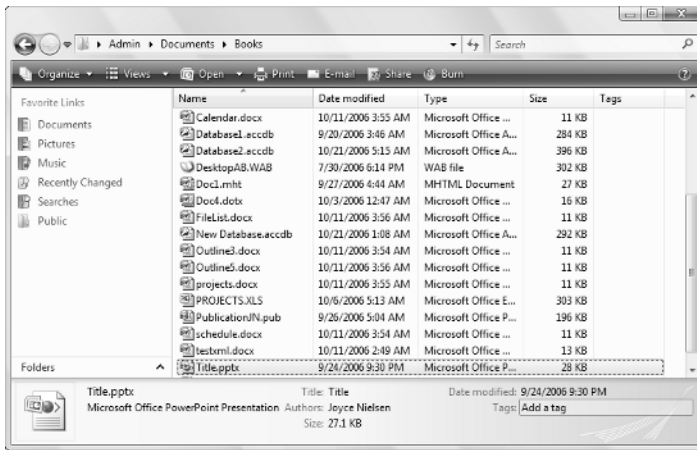 Admin ▸ Documents ▸ Books
Search
Organize Views Open Print E-mail Share Burn
Favorite Links
Documents
Pictures
Music
Recently Changed
Searches
Public
Folders
Name Date modified Type Size Tags
Calendar.docx 10/11/2006 3:55 AM Microsoft Office ... 11 KB
Database1.accdb 9/20/2006 3:46 AM Microsoft Office A... 284 KB
Database2.accdb 10/21/2006 5:15 AM Microsoft Office A... 396 KB
DesktopAB.WAB 7/30/2006 6:14 PM WAB file 302 KB
Doc1.mht 9/27/2006 4:44 AM MHTML Document 27 KB
Doc4.dotx 10/3/2006 12:47 AM Microsoft Office ... 16 KB
FileList.docx 10/11/2006 3:56 AM Microsoft Office ... 11 KB
New Database.accdb 10/21/2006 1:08 AM Microsoft Office A... 292 KB
Outline3.docx 10/11/2006 3:54 AM Microsoft Office ... 11 KB
Outline5.docx 10/11/2006 3:56 AM Microsoft Office ... 11 KB
projects.docx 10/11/2006 3:55 AM Microsoft Office ... 11 KB
PROJECTS.XLS 10/6/2006 5:13 AM Microsoft Office E... 303 KB
PublicationJN.pub 9/26/2006 5:04 AM Microsoft Office P... 196 KB
schedule.docx 10/11/2006 3:54 AM Microsoft Office ... 11 KB
testxml.docx 10/11/2006 2:49 AM Microsoft Office ... 13 KB
Title.pptx 9/24/2006 9:30 PM Microsoft Office P... 28 KB
Title.pptx Title: Title Date modified: 9/24/2006 9:30 PM
Microsoft Office PowerPoint Presentation Authors: Joyce Nielsen Tags: Add a tag
Size: 27.1 KB